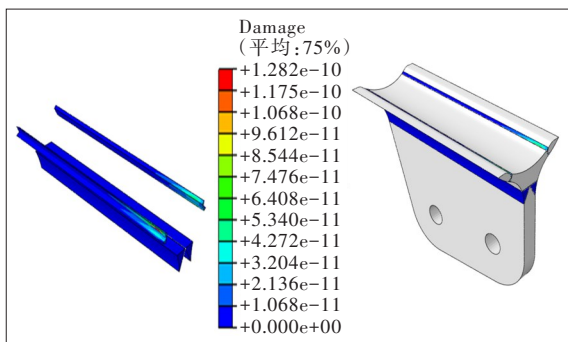 Damage
(平均:75%)
+1.282e−10
+1.175e−10
+1.068e−10
+9.612e−11
+8.544e−11
+7.476e−11
+6.408e−11
+5.340e−11
+4.272e−11
+3.204e−11
+2.136e−11
+1.068e−11
+0.000e+00